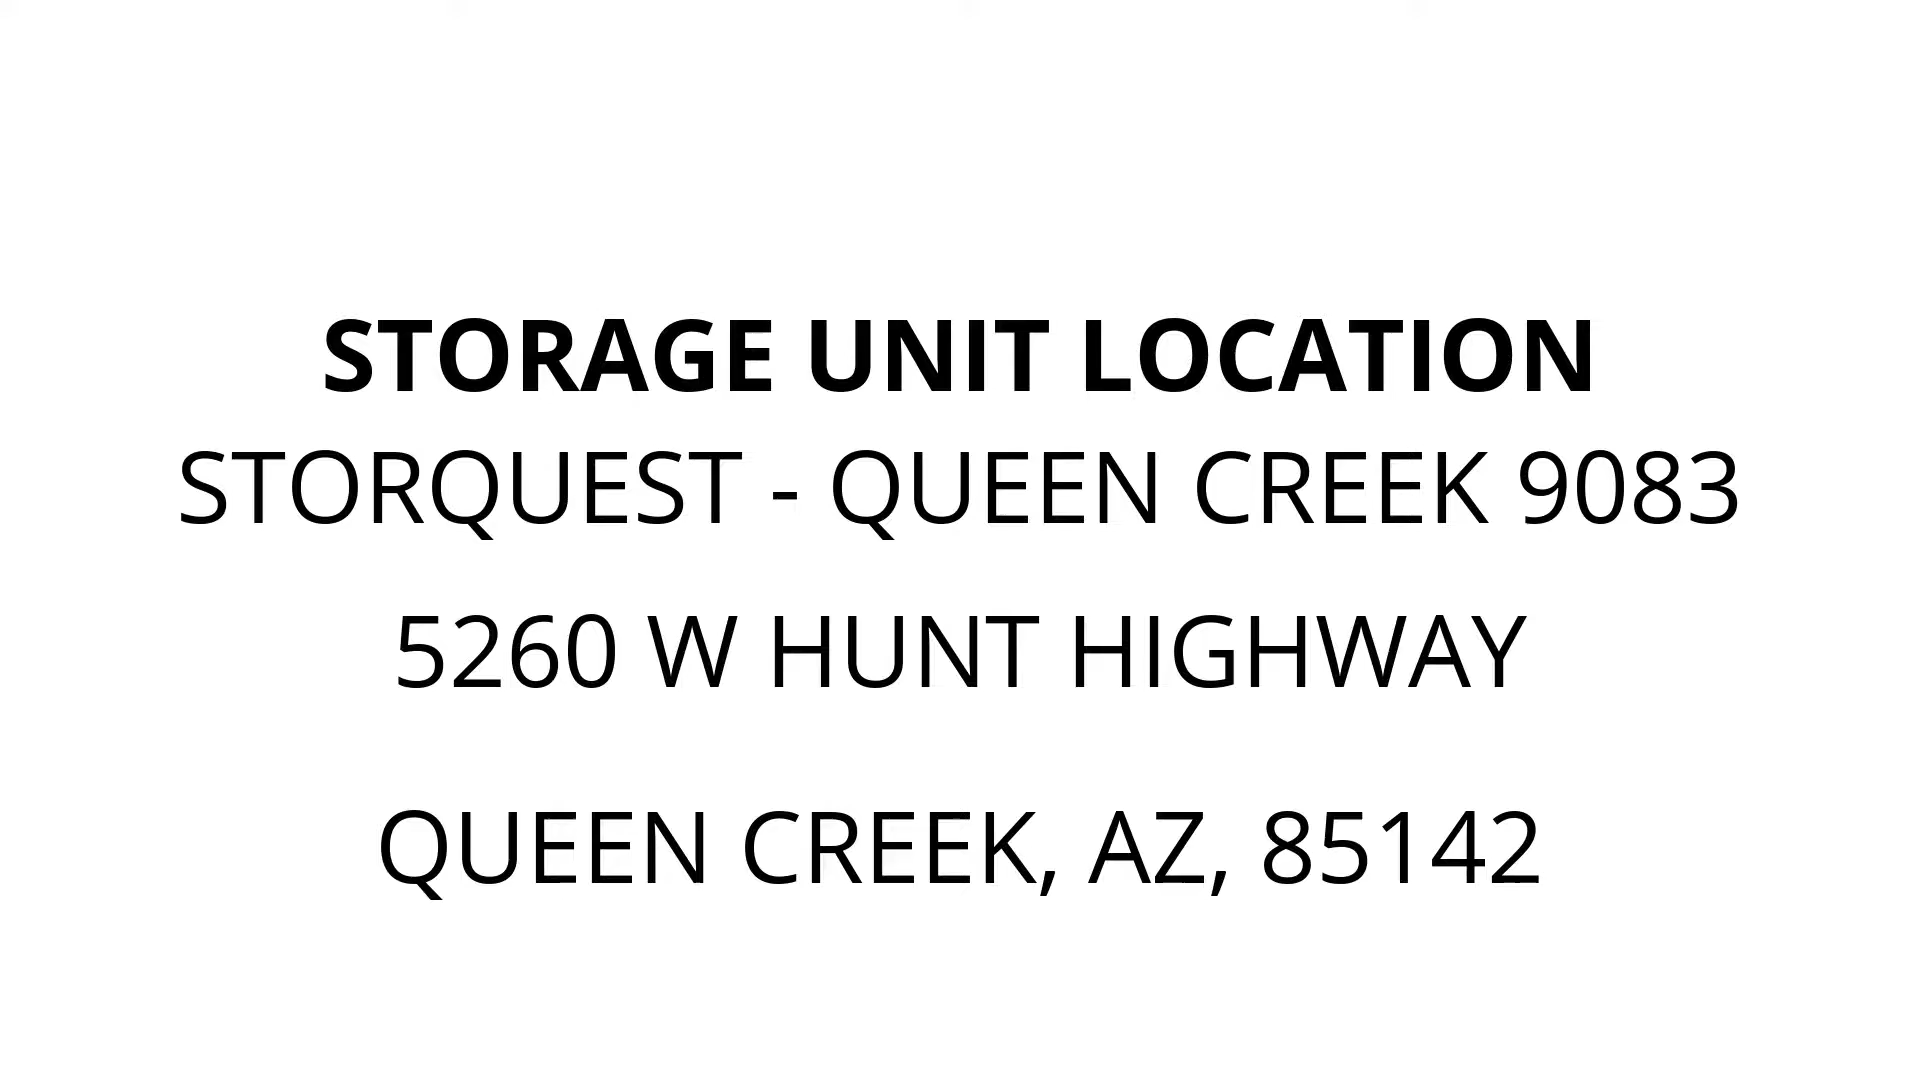 STORAGE UNIT LOCATION
STORQUEST - QUEEN CREEK 9083
5260 W HUNT HIGHWAY
QUEEN CREEK, AZ, 85142